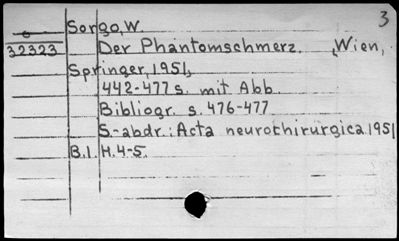 3
Sorgo, W.
32323 Der Phantomschmerz. Wien,
Springer, 1951,
442-477 s. mit Abb.
Bibliogr. s. 476-477
S.-abdr.: Acta neurochirurgica 1951
B.1. H.4-5.